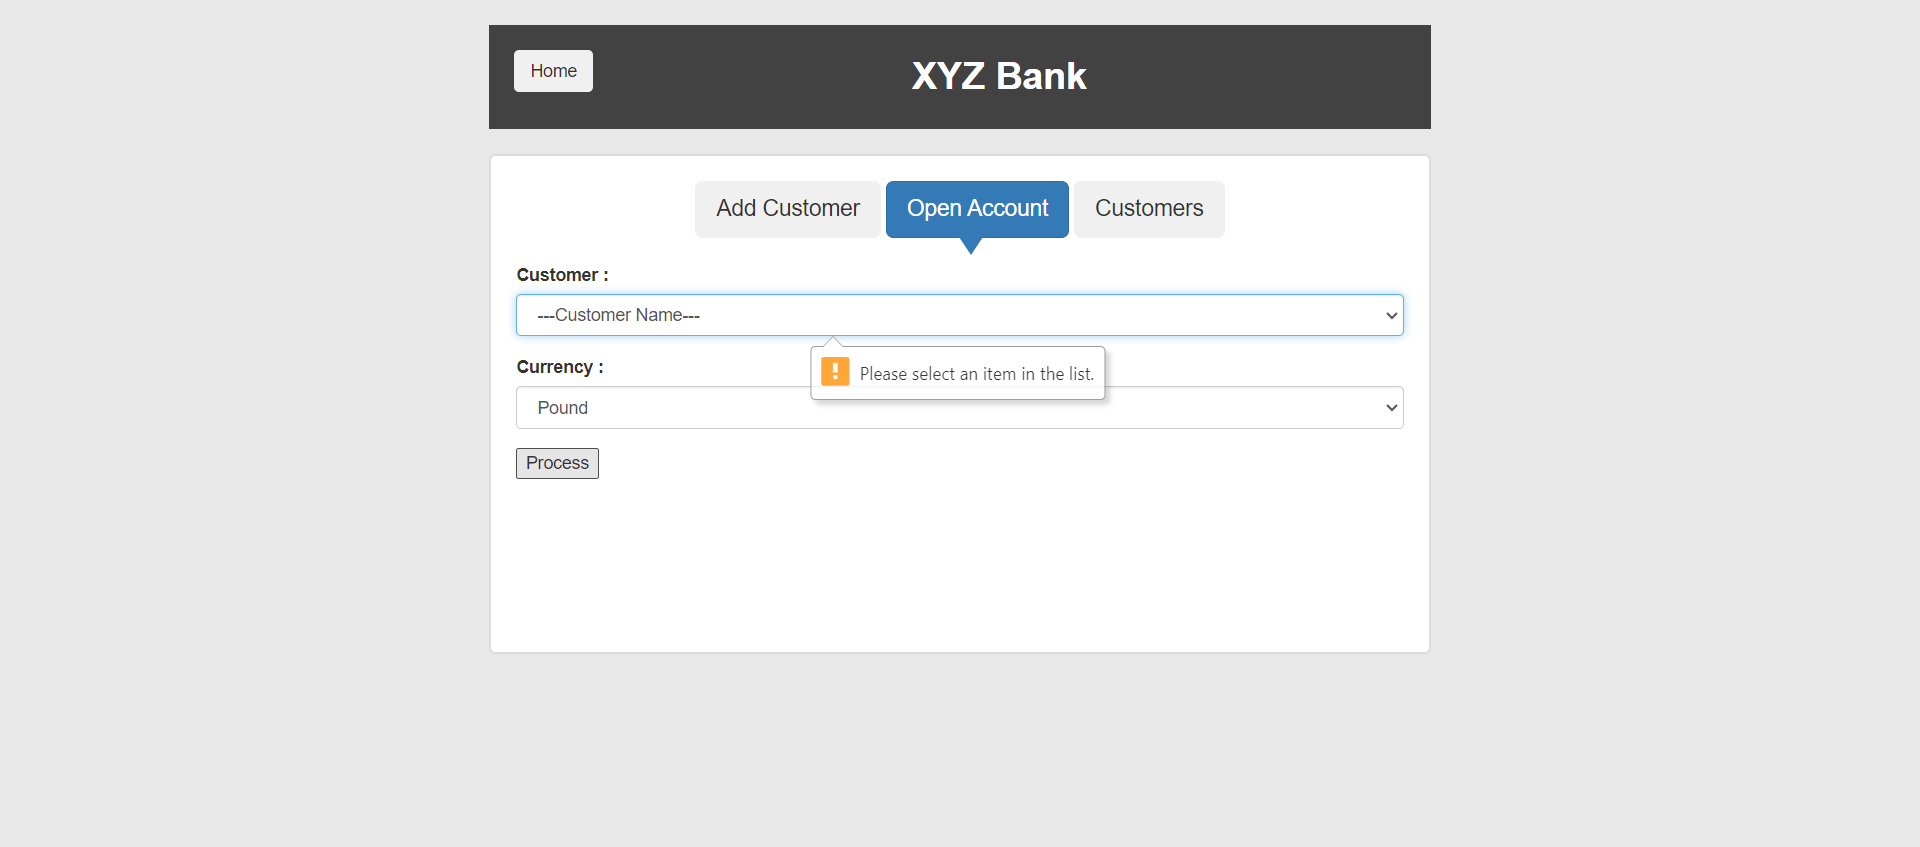 Home
XYZ Bank
Add Customer
Open Account
Customers
Customer :
---Customer Name---
Please select an item in the list.
Currency :
Pound
Process